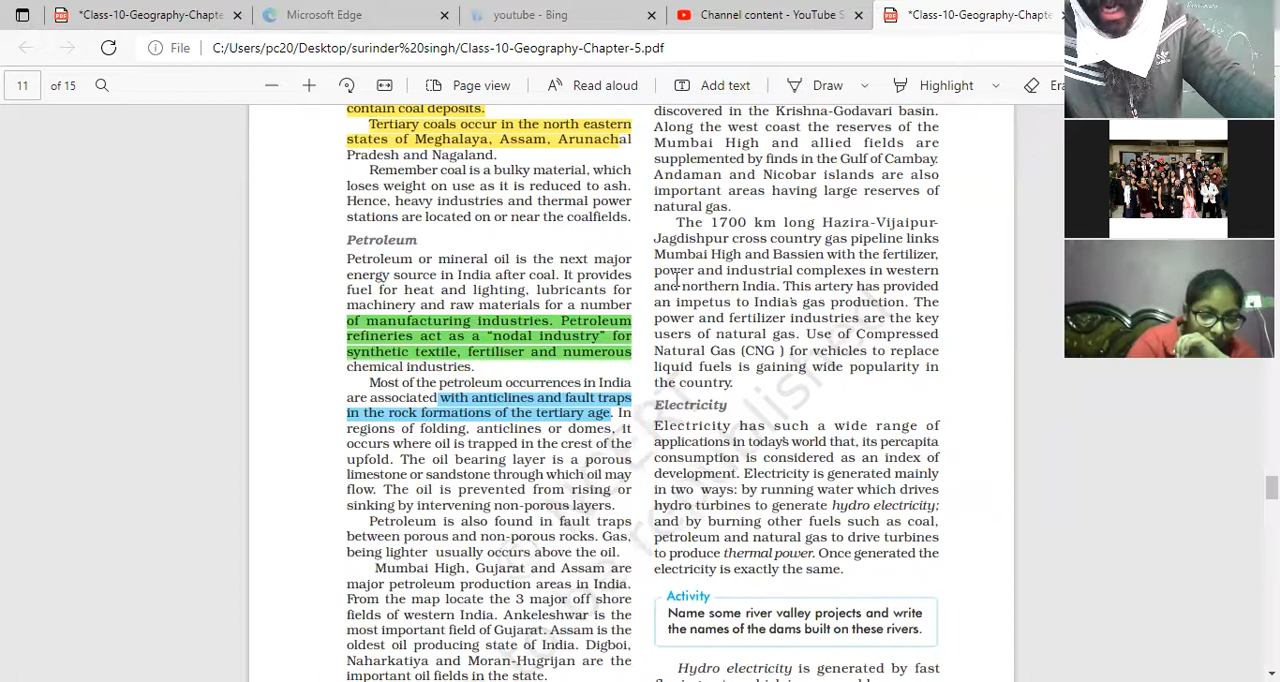 *Class-10-Geography-Chapte
Microsoft Edge
youtube - Bing
Channel content - YouTube S
*Class-10-Geography-Chapte
File
C:/Users/pc20/Desktop/surinder%20singh/Class-10-Geography-Chapter-5.pdf
11 of 15
Page view
Read aloud
Add text
Draw
Highlight
Era
contain coal deposits.
Tertiary coals occur in the north eastern
states of Meghalaya, Assam, Arunachal
Pradesh and Nagaland.
Remember coal is a bulky material, which
loses weight on use as it is reduced to ash.
Hence, heavy industries and thermal power
stations are located on or near the coalfields.
Petroleum
Petroleum or mineral oil is the next major
energy source in India after coal. It provides
fuel for heat and lighting, lubricants for
machinery and raw materials for a number
of manufacturing industries. Petroleum
refineries act as a “nodal industry” for
synthetic textile, fertiliser and numerous
chemical industries.
Most of the petroleum occurrences in India
are associated with anticlines and fault traps
in the rock formations of the tertiary age. In
regions of folding, anticlines or domes, it
occurs where oil is trapped in the crest of the
upfold. The oil bearing layer is a porous
limestone or sandstone through which oil may
flow. The oil is prevented from rising or
sinking by intervening non-porous layers.
Petroleum is also found in fault traps
between porous and non-porous rocks. Gas,
being lighter usually occurs above the oil.
Mumbai High, Gujarat and Assam are
major petroleum production areas in India.
From the map locate the 3 major off shore
fields of western India. Ankeleshwar is the
most important field of Gujarat. Assam is the
oldest oil producing state of India. Digboi,
Naharkatiya and Moran-Hugrijan are the
important oil fields in the state.
discovered in the Krishna-Godavari basin.
Along the west coast the reserves of the
Mumbai High and allied fields are
supplemented by finds in the Gulf of Cambay.
Andaman and Nicobar islands are also
important areas having large reserves of
natural gas.
The 1700 km long Hazira-Vijaipur-
Jagdishpur cross country gas pipeline links
Mumbai High and Bassien with the fertilizer,
power and industrial complexes in western
and northern India. This artery has provided
an impetus to India's gas production. The
power and fertilizer industries are the key
users of natural gas. Use of Compressed
Natural Gas (CNG ) for vehicles to replace
liquid fuels is gaining wide popularity in
the country.
Electricity
Electricity has such a wide range of
applications in today's world that, its percapita
consumption is considered as an index of
development. Electricity is generated mainly
in two ways: by running water which drives
hydro turbines to generate hydro electricity;
and by burning other fuels such as coal,
petroleum and natural gas to drive turbines
to produce thermal power. Once generated the
electricity is exactly the same.
Activity
Name some river valley projects and write
the names of the dams built on these rivers.
Hydro electricity is generated by fast